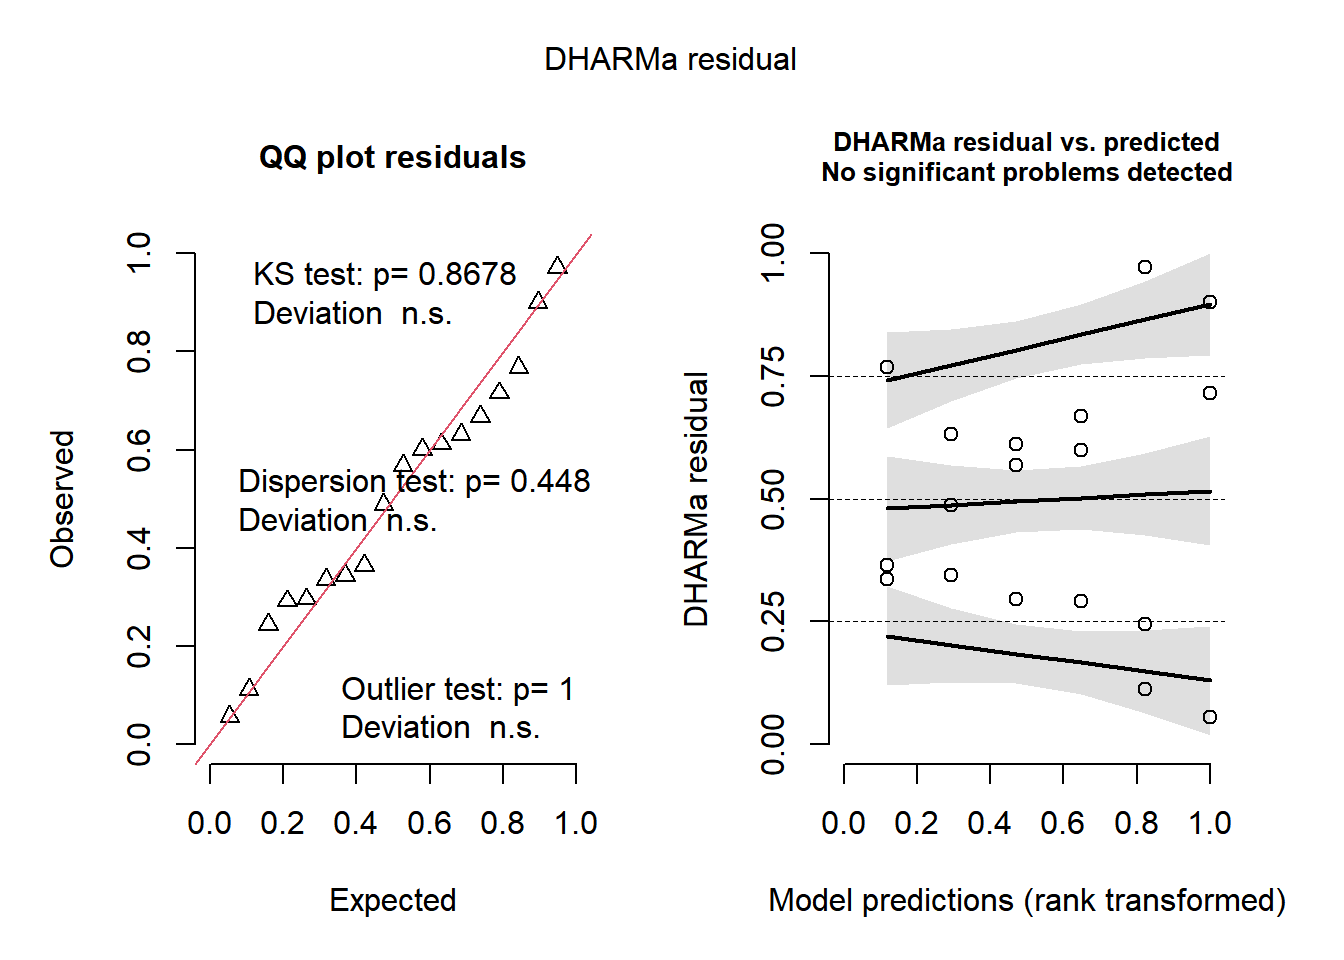 DHARMa residual
QQ plot residuals
KS test: p= 0.8678
Deviation  n.s.
Dispersion test: p= 0.448
Deviation  n.s.
Outlier test: p= 1
Deviation  n.s.
Observed
0.0
0.2
0.4
0.6
0.8
1.0
0.0 0.2 0.4 0.6 0.8 1.0
Expected
DHARMa residual vs. predicted
No significant problems detected
DHARMa residual
0.00
0.25
0.50
0.75
1.00
0.0 0.2 0.4 0.6 0.8 1.0
Model predictions (rank transformed)